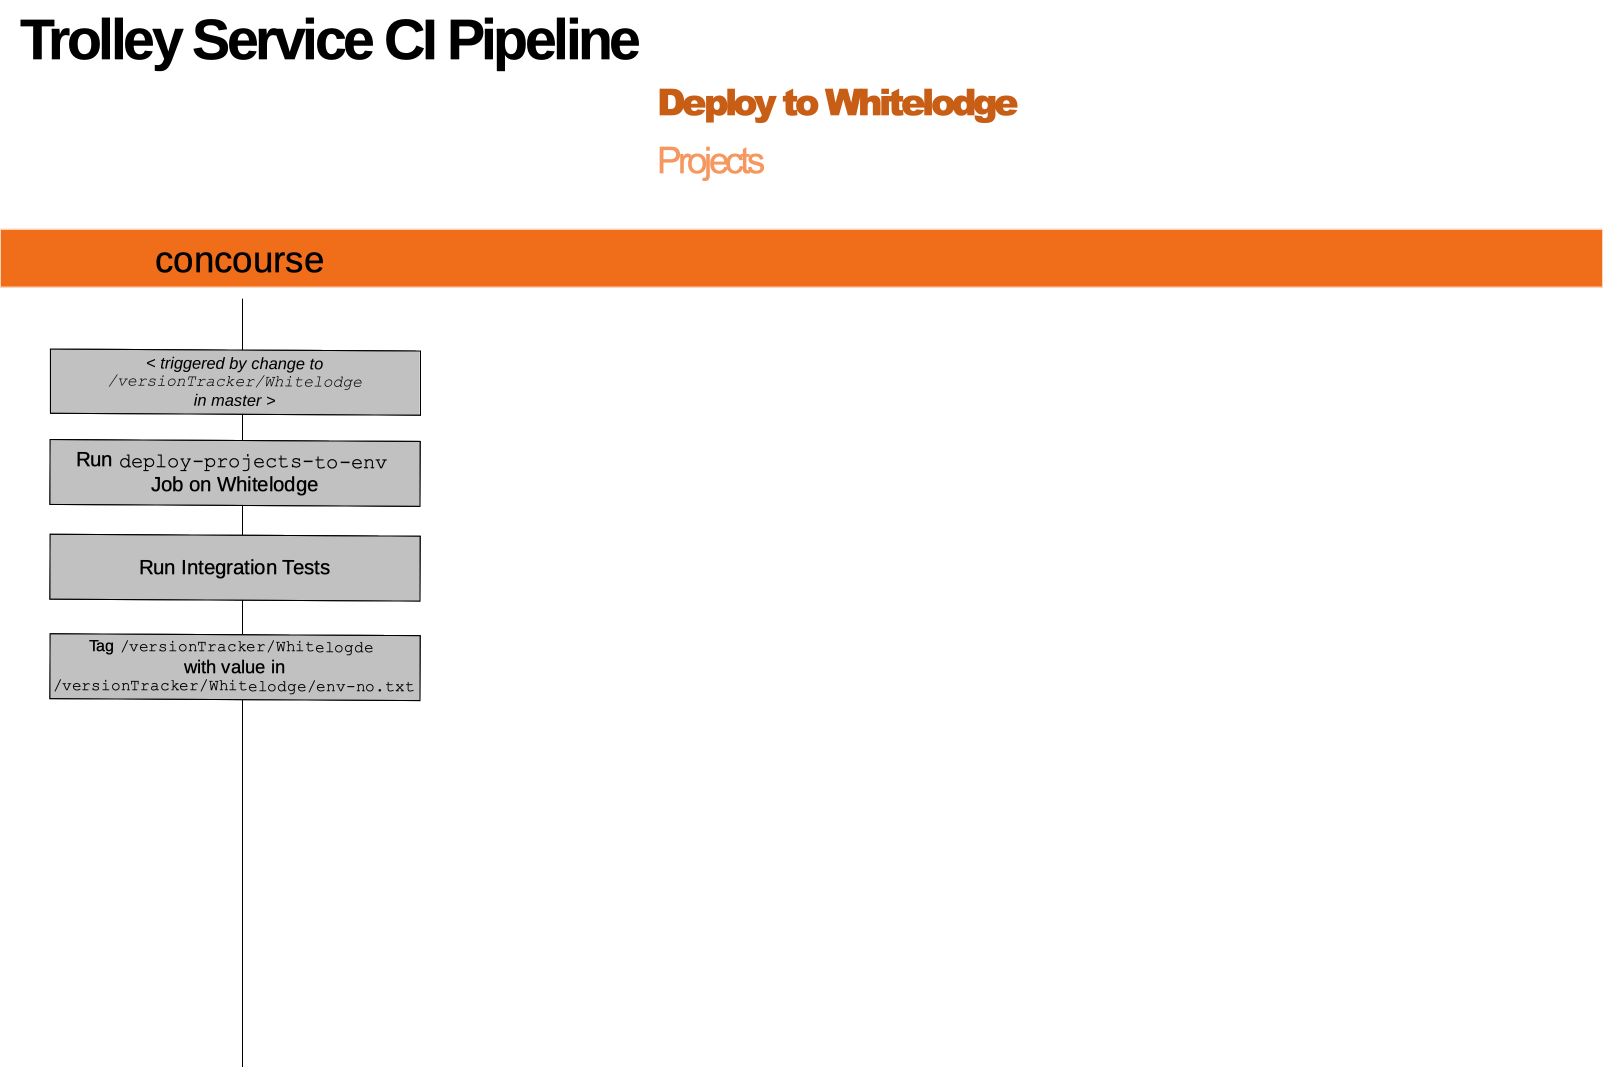 Trolley Service CI Pipeline
Deploy to Whitelodge
Projects
concourse
< triggered by change to
/versionTracker/Whitelodge
in master >
Run deploy-projects-to-env
Job on Whitelodge
Run Integration Tests
Tag /versionTracker/Whitelogde
with value in
/versionTracker/Whitelodge/env-no.txt